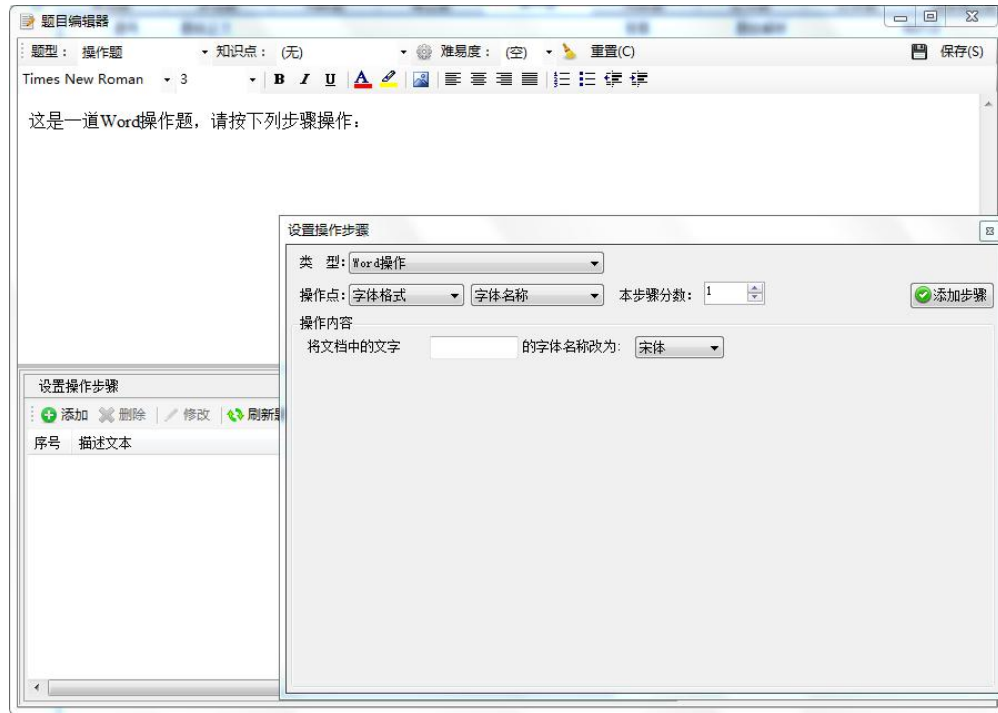 题目编辑器
题型： 操作题 知识点： (无) 难易度： (空) 重置(C) 保存(S)
Times New Roman 3 B I U A
这是一道Word操作题，请按下列步骤操作：
设置操作步骤
类 型: Word操作
操作点: 字体格式 字体名称 本步骤分数： 1 添加步骤
操作内容
将文档中的文字 的字体名称改为: 宋体
设置操作步骤
添加 删除 修改 刷新
序号 描述文本